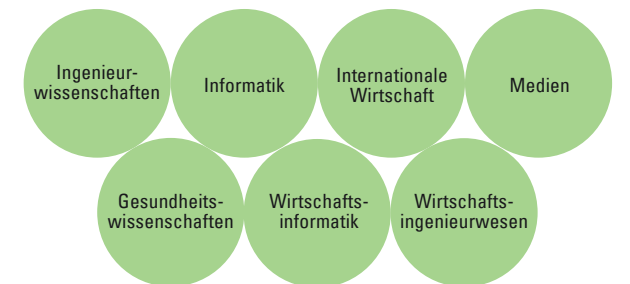 Ingenieur-
wissenschaften
Informatik
Internationale
Wirtschaft
Medien
Gesundheits-
wissenschaften
Wirtschafts-
informatik
Wirtschafts-
ingenieurwesen